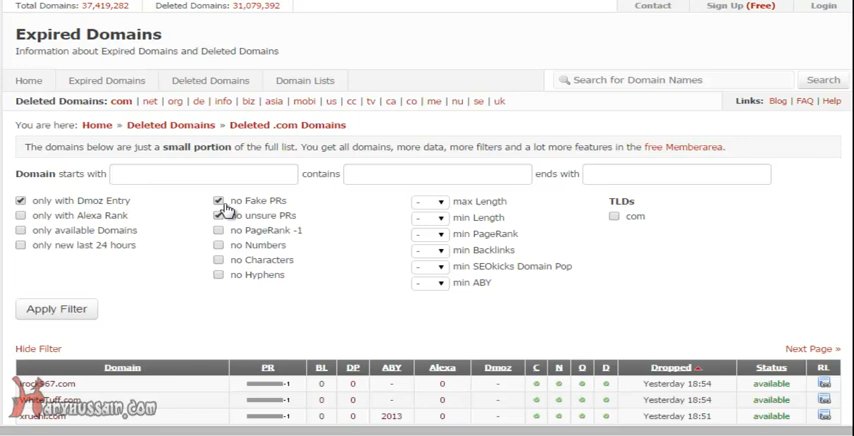 Total Domains: 37,419,282 Deleted Domains: 31,079,392 Contact Sign Up (Free) Login
Expired Domains
Information about Expired Domains and Deleted Domains
Home Expired Domains Deleted Domains Domain Lists Search for Domain Names Search
Deleted Domains: com | net | org | de | info | biz | asia | mobi | us | cc | tv | ca | co | me | nu | se | uk Links: Blog | FAQ | Help
You are here: Home » Deleted Domains » Deleted .com Domains
The domains below are just a small portion of the full list. You get all domains, more data, more filters and a lot more features in the free Memberarea.
Domain starts with contains ends with
only with Dmoz Entry no Fake PRs - max Length TLDs
only with Alexa Rank no unsure PRs - min Length com
only available Domains no PageRank -1 - min PageRank
only new last 24 hours no Numbers - min Backlinks
no Characters - min SEOkicks Domain Pop
no Hyphens - min ABY
Apply Filter
Hide Filter Next Page »
Domain PR BL DP ABY Alexa Dmoz C N O D Dropped Status RL
-1 0 0 - 0 - Yesterday 18:54 available
WhiteTuff.com -1 0 0 - 0 - Yesterday 18:54 available
-1 0 0 2013 0 - Yesterday 18:51 available